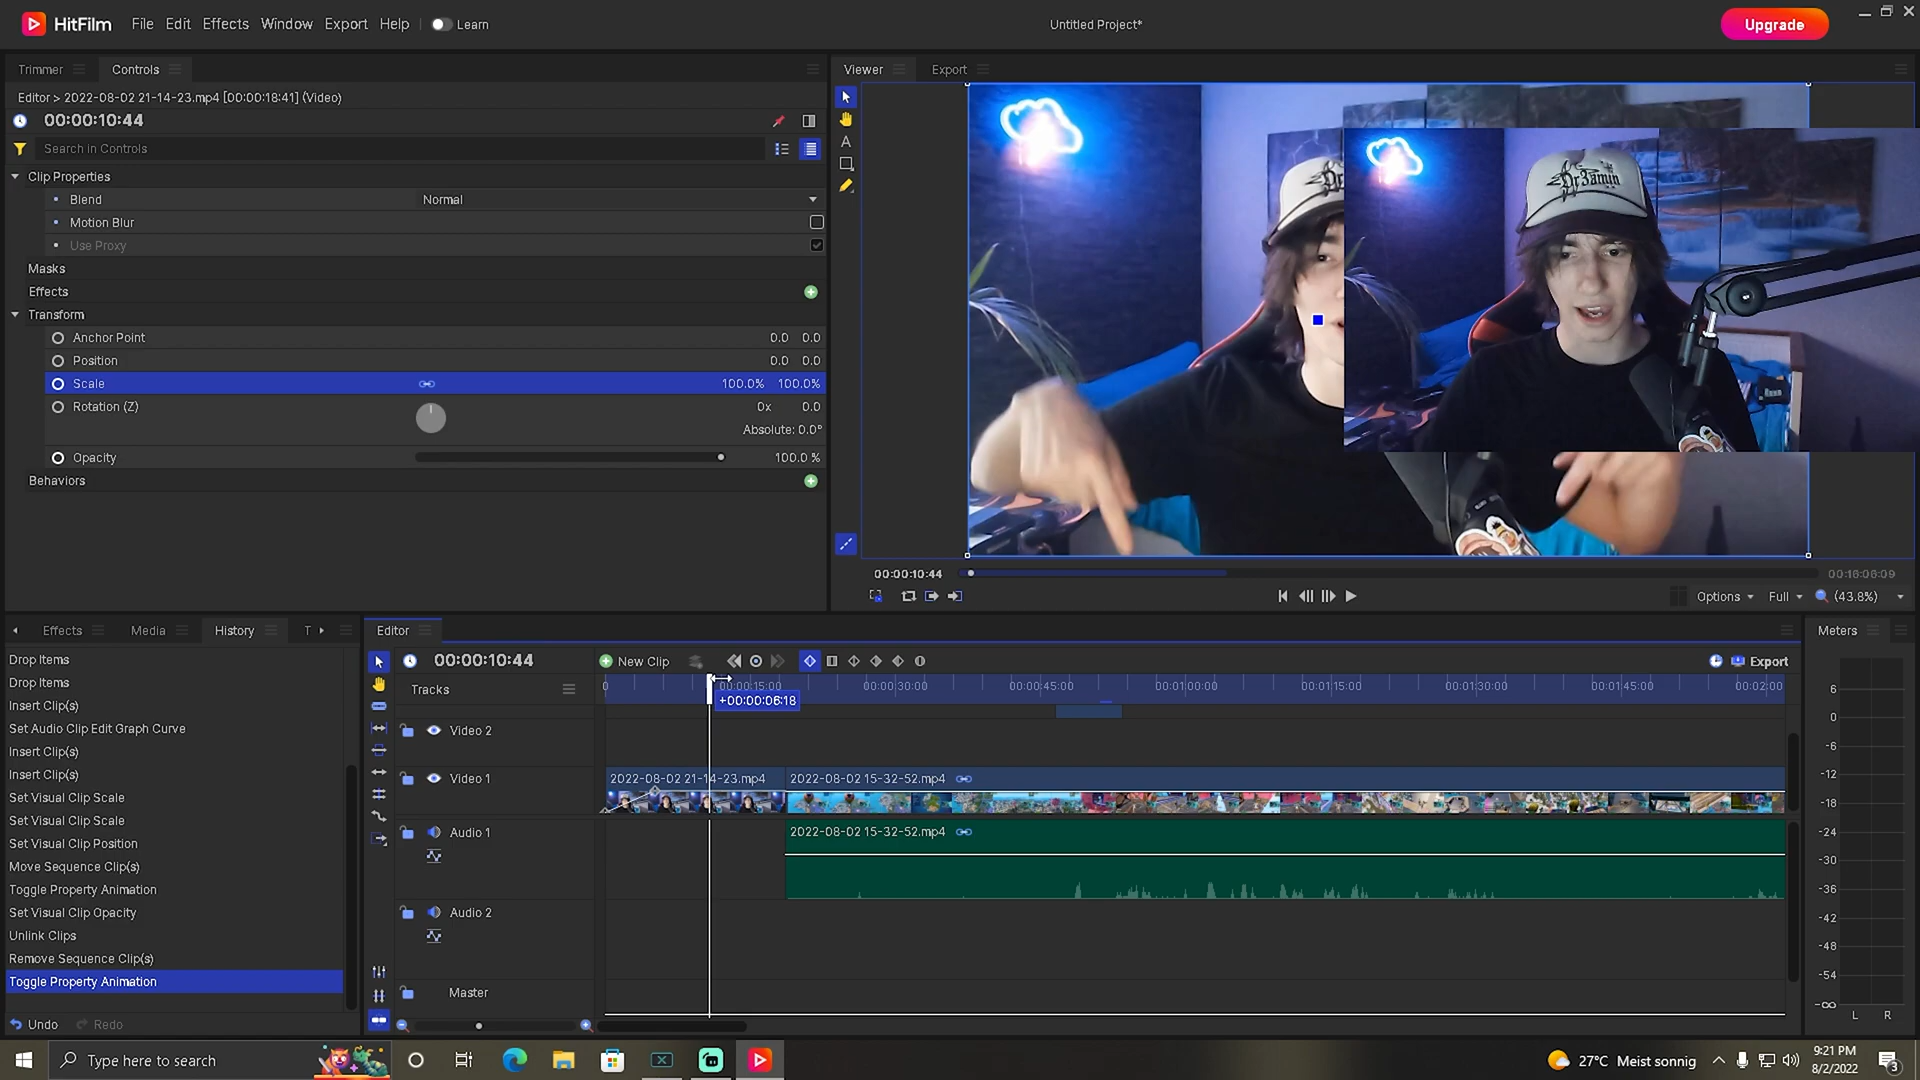 HitFilm File Edit Effects Window Export Help Learn Untitled Project* Upgrade
Trimmer Controls Viewer Export
Editor > 2022-08-02 21-14-23.mp4 [00:00:18:41] (Video)
00:00:10:44
Search in Controls
Clip Properties
Blend Normal
Motion Blur
Use Proxy
Masks
Effects
Transform
Anchor Point 0.0 0.0
Position 0.0 0.0
Scale 100.0% 100.0%
Rotation (Z) 0x 0.0
Absolute: 0.0°
Opacity 100.0 %
Behaviors
Dr3amin
00:00:10:44 00:16:06:09
Options Full (43.8%)
Effects Media History T
Drop Items
Drop Items
Insert Clip(s)
Set Audio Clip Edit Graph Curve
Insert Clip(s)
Insert Clip(s)
Set Visual Clip Scale
Set Visual Clip Scale
Set Visual Clip Position
Move Sequence Clip(s)
Toggle Property Animation
Set Visual Clip Opacity
Unlink Clips
Remove Sequence Clip(s)
Toggle Property Animation
Undo Redo
Editor
00:00:10:44 New Clip Export
Tracks 0 00:00:15:00 00:00:30:00 00:00:45:00 00:01:00:00 00:01:15:00 00:01:30:00 00:01:45:00 00:02:00
+00:00:06:18
Video 2
Video 1 2022-08-02 21-14-23.mp4 2022-08-02 15-32-52.mp4
Audio 1 2022-08-02 15-32-52.mp4
Audio 2
Master
Meters
6
0
-6
-12
-18
-24
-30
-36
-42
-48
-54
-∞
L R
Type here to search 27°C Meist sonnig 9:21 PM
8/2/2022 3